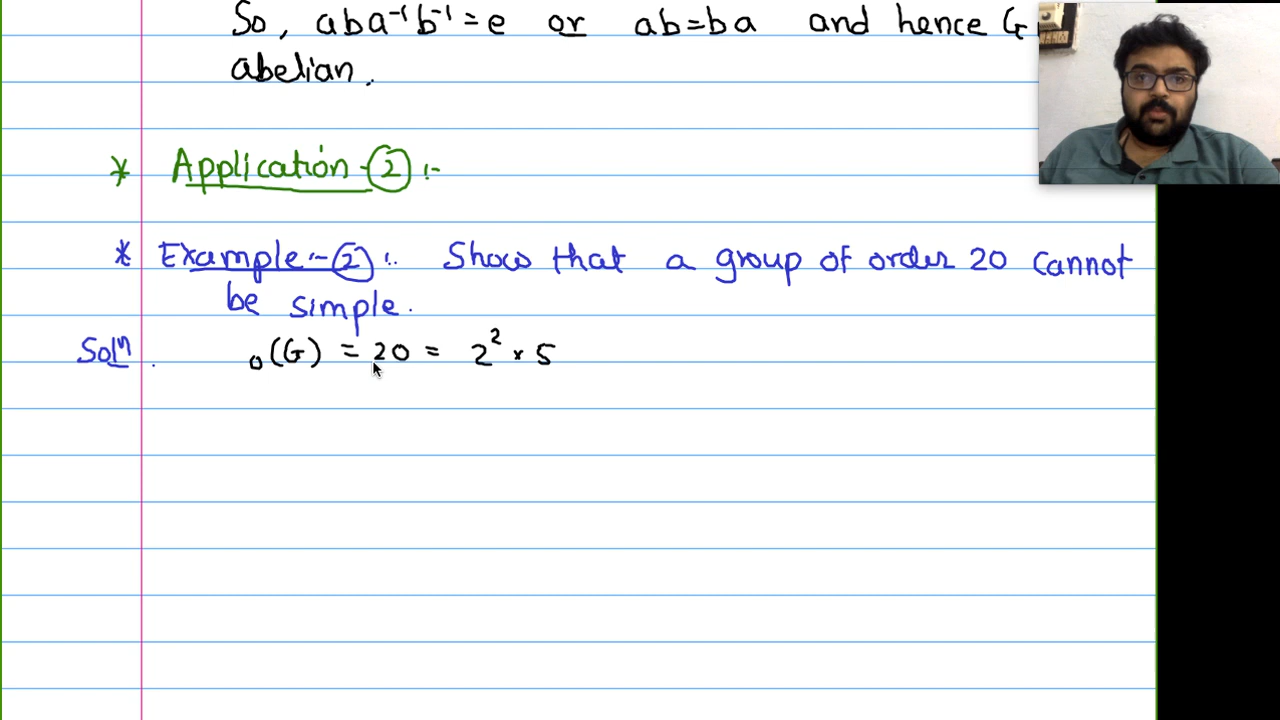 So, aba⁻¹b⁻¹ = e or ab=ba and hence G
abelian.
* Application-② :-
* Example:-② :. Show that a group of order 20 cannot
be simple.
Solⁿ. o(G) = 20 = 2² × 5